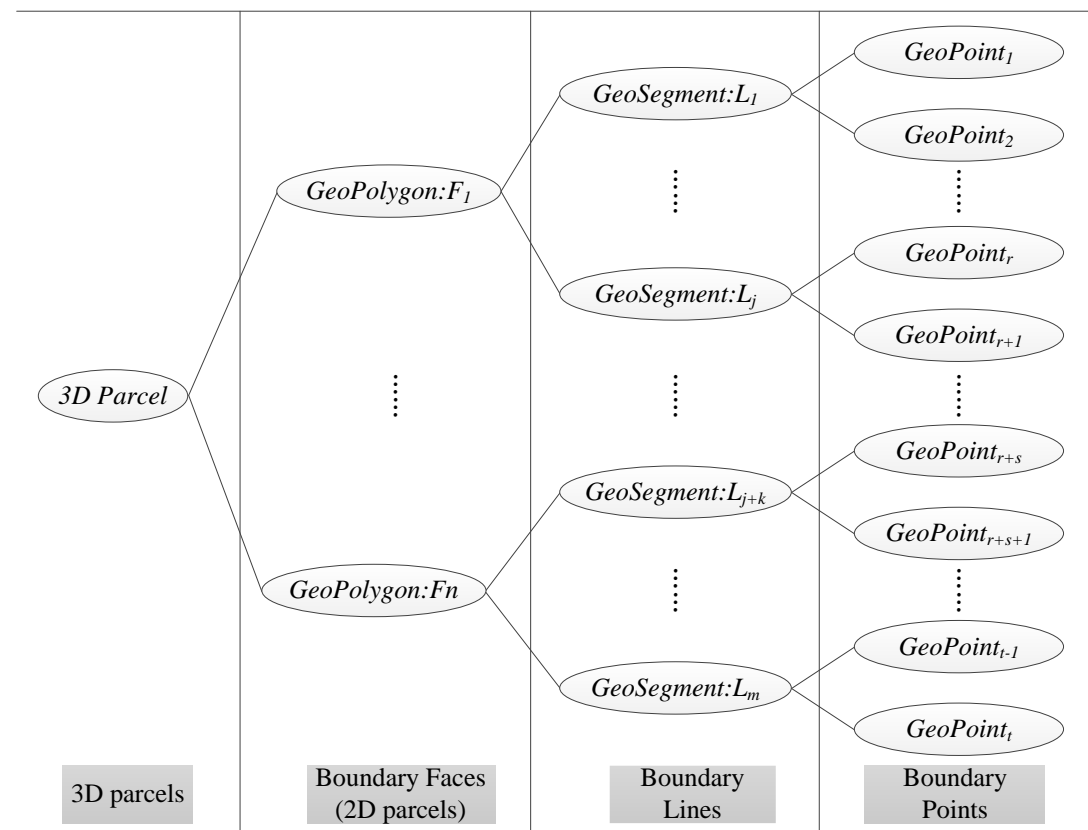 GeoPoint₁
GeoSegment:L₁
GeoPoint₂
GeoPolygon:F₁
GeoPointᵣ
GeoSegment:Lⱼ
GeoPointᵣ₊₁
3D Parcel
GeoPointᵣ₊ₛ
GeoSegment:Lⱼ₊ₖ
GeoPointᵣ₊ₛ₊₁
GeoPolygon:Fn
GeoPointₜ₋₁
GeoSegment:Lₘ
GeoPointₜ
3D parcels
Boundary Faces
(2D parcels)
Boundary
Lines
Boundary
Points